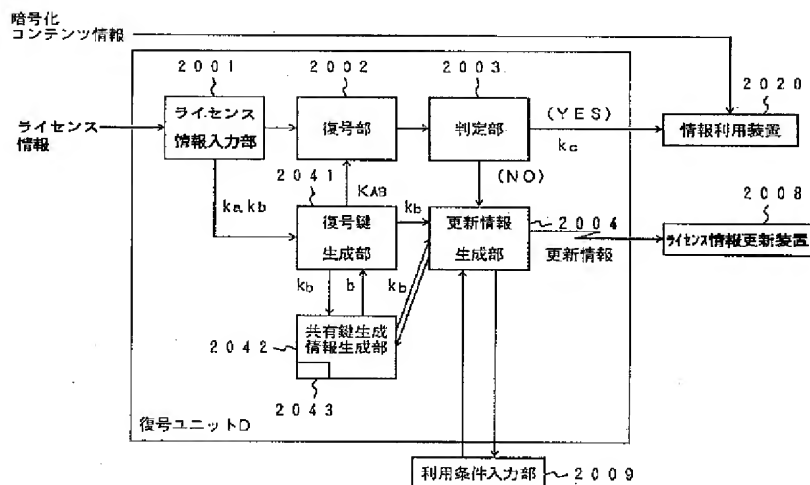 暗号化
コンテンツ情報
2001
2002
2003
2020
ライセンス
情報
ライセンス
情報入力部
復号部
判定部
(YES)
kc
情報利用装置
2041
KAB
(NO)
2008
ka,kb
復号鍵
生成部
kb
更新情報
生成部
2004
更新情報
ライセンス情報更新装置
kb
b
kb
共有鍵生成
情報生成部
2042
2043
復号ユニットD
利用条件入力部
2009